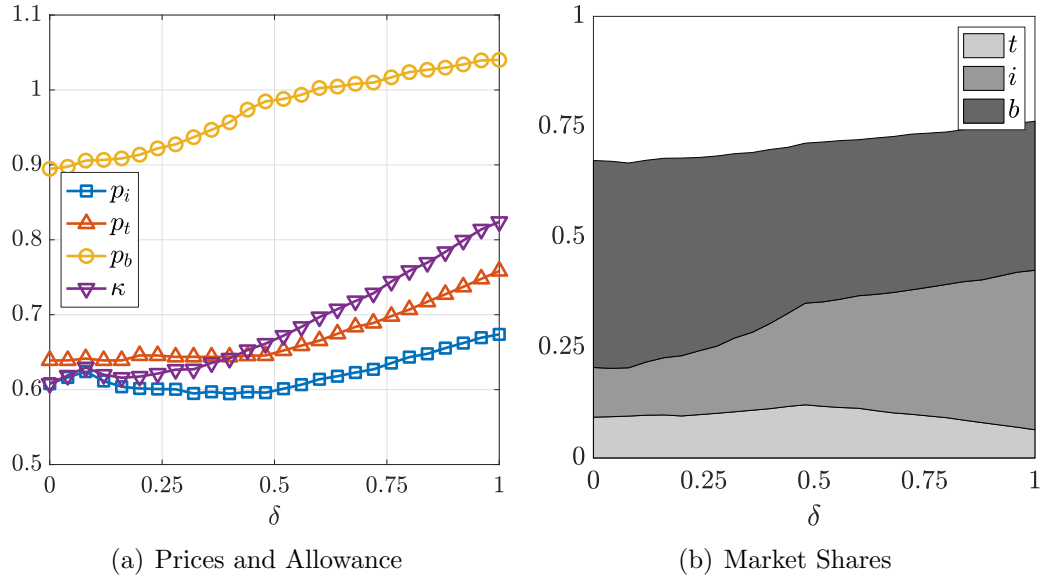 1.1
1
0.9
0.8
0.7
0.6
0.5
p_i
p_t
p_b
κ
0 0.25 0.5 0.75 1
δ
(a) Prices and Allowance
1
0.75
0.5
0.25
0
t
i
b
0 0.25 0.5 0.75 1
δ
(b) Market Shares